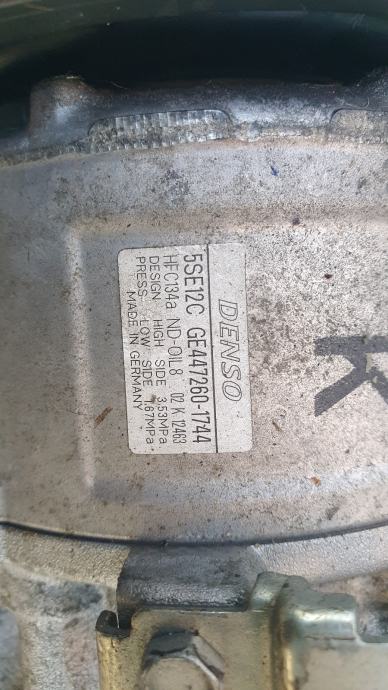 DENSO
5SE12C GE447260-1744
HFC134a ND-OIL8 02 K 12463
DESIGN HIGH SIDE 3.53MPa
PRESS. LOW SIDE 1.67MPa
MADE IN GERMANY
K